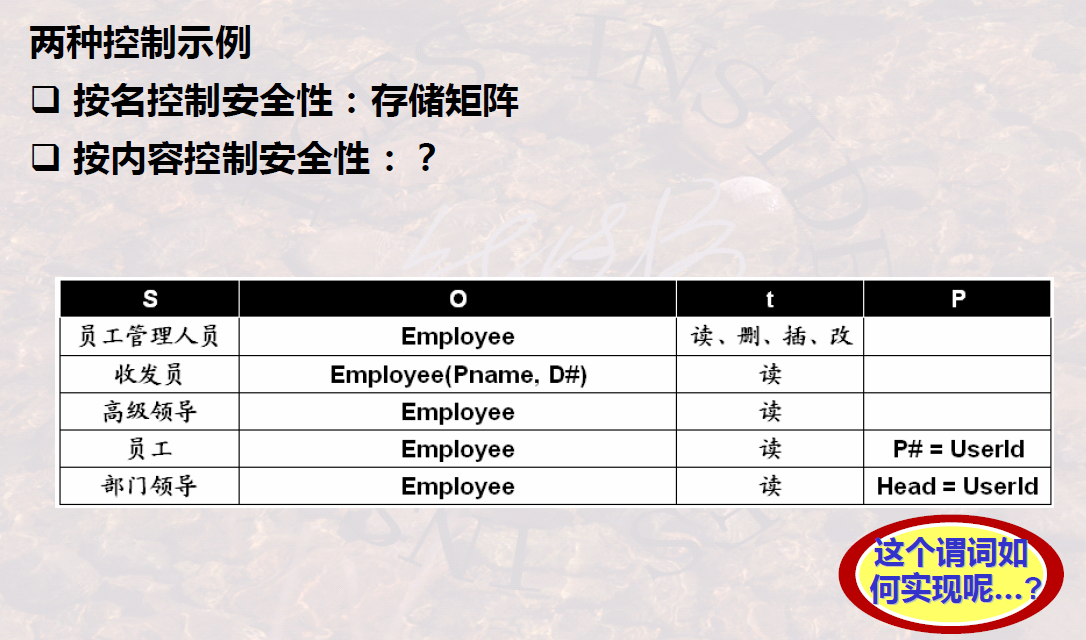 两种控制示例
❑ 按名控制安全性：存储矩阵
❑ 按内容控制安全性：？
S O t P
员工管理人员 Employee 读、删、插、改
收发员 Employee(Pname, D#) 读
高级领导 Employee 读
员工 Employee 读 P# = UserId
部门领导 Employee 读 Head = UserId
这个谓词如
何实现呢…?